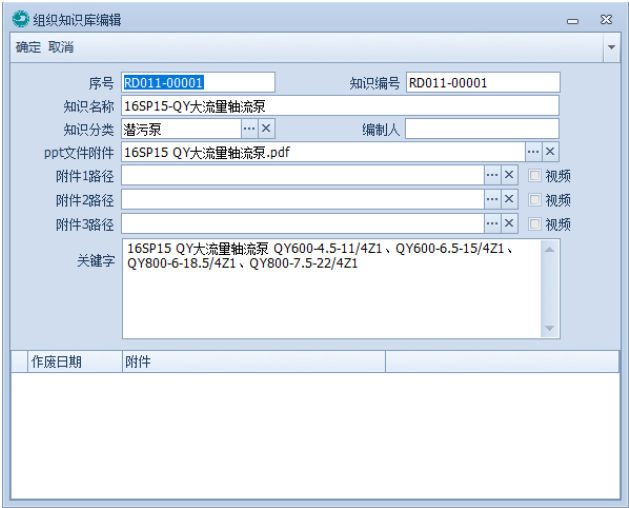 组织知识库编辑
确定 取消
序号 RD011-00001 知识编号 RD011-00001
知识名称 16SP15-QY大流量轴流泵
知识分类 潜污泵 编制人
ppt文件附件 16SP15 QY大流量轴流泵.pdf
附件1路径 视频
附件2路径 视频
附件3路径 视频
关键字 16SP15 QY大流量轴流泵 QY600-4.5-11/4Z1、QY600-6.5-15/4Z1、
QY800-6-18.5/4Z1、QY800-7.5-22/4Z1
作废日期 附件